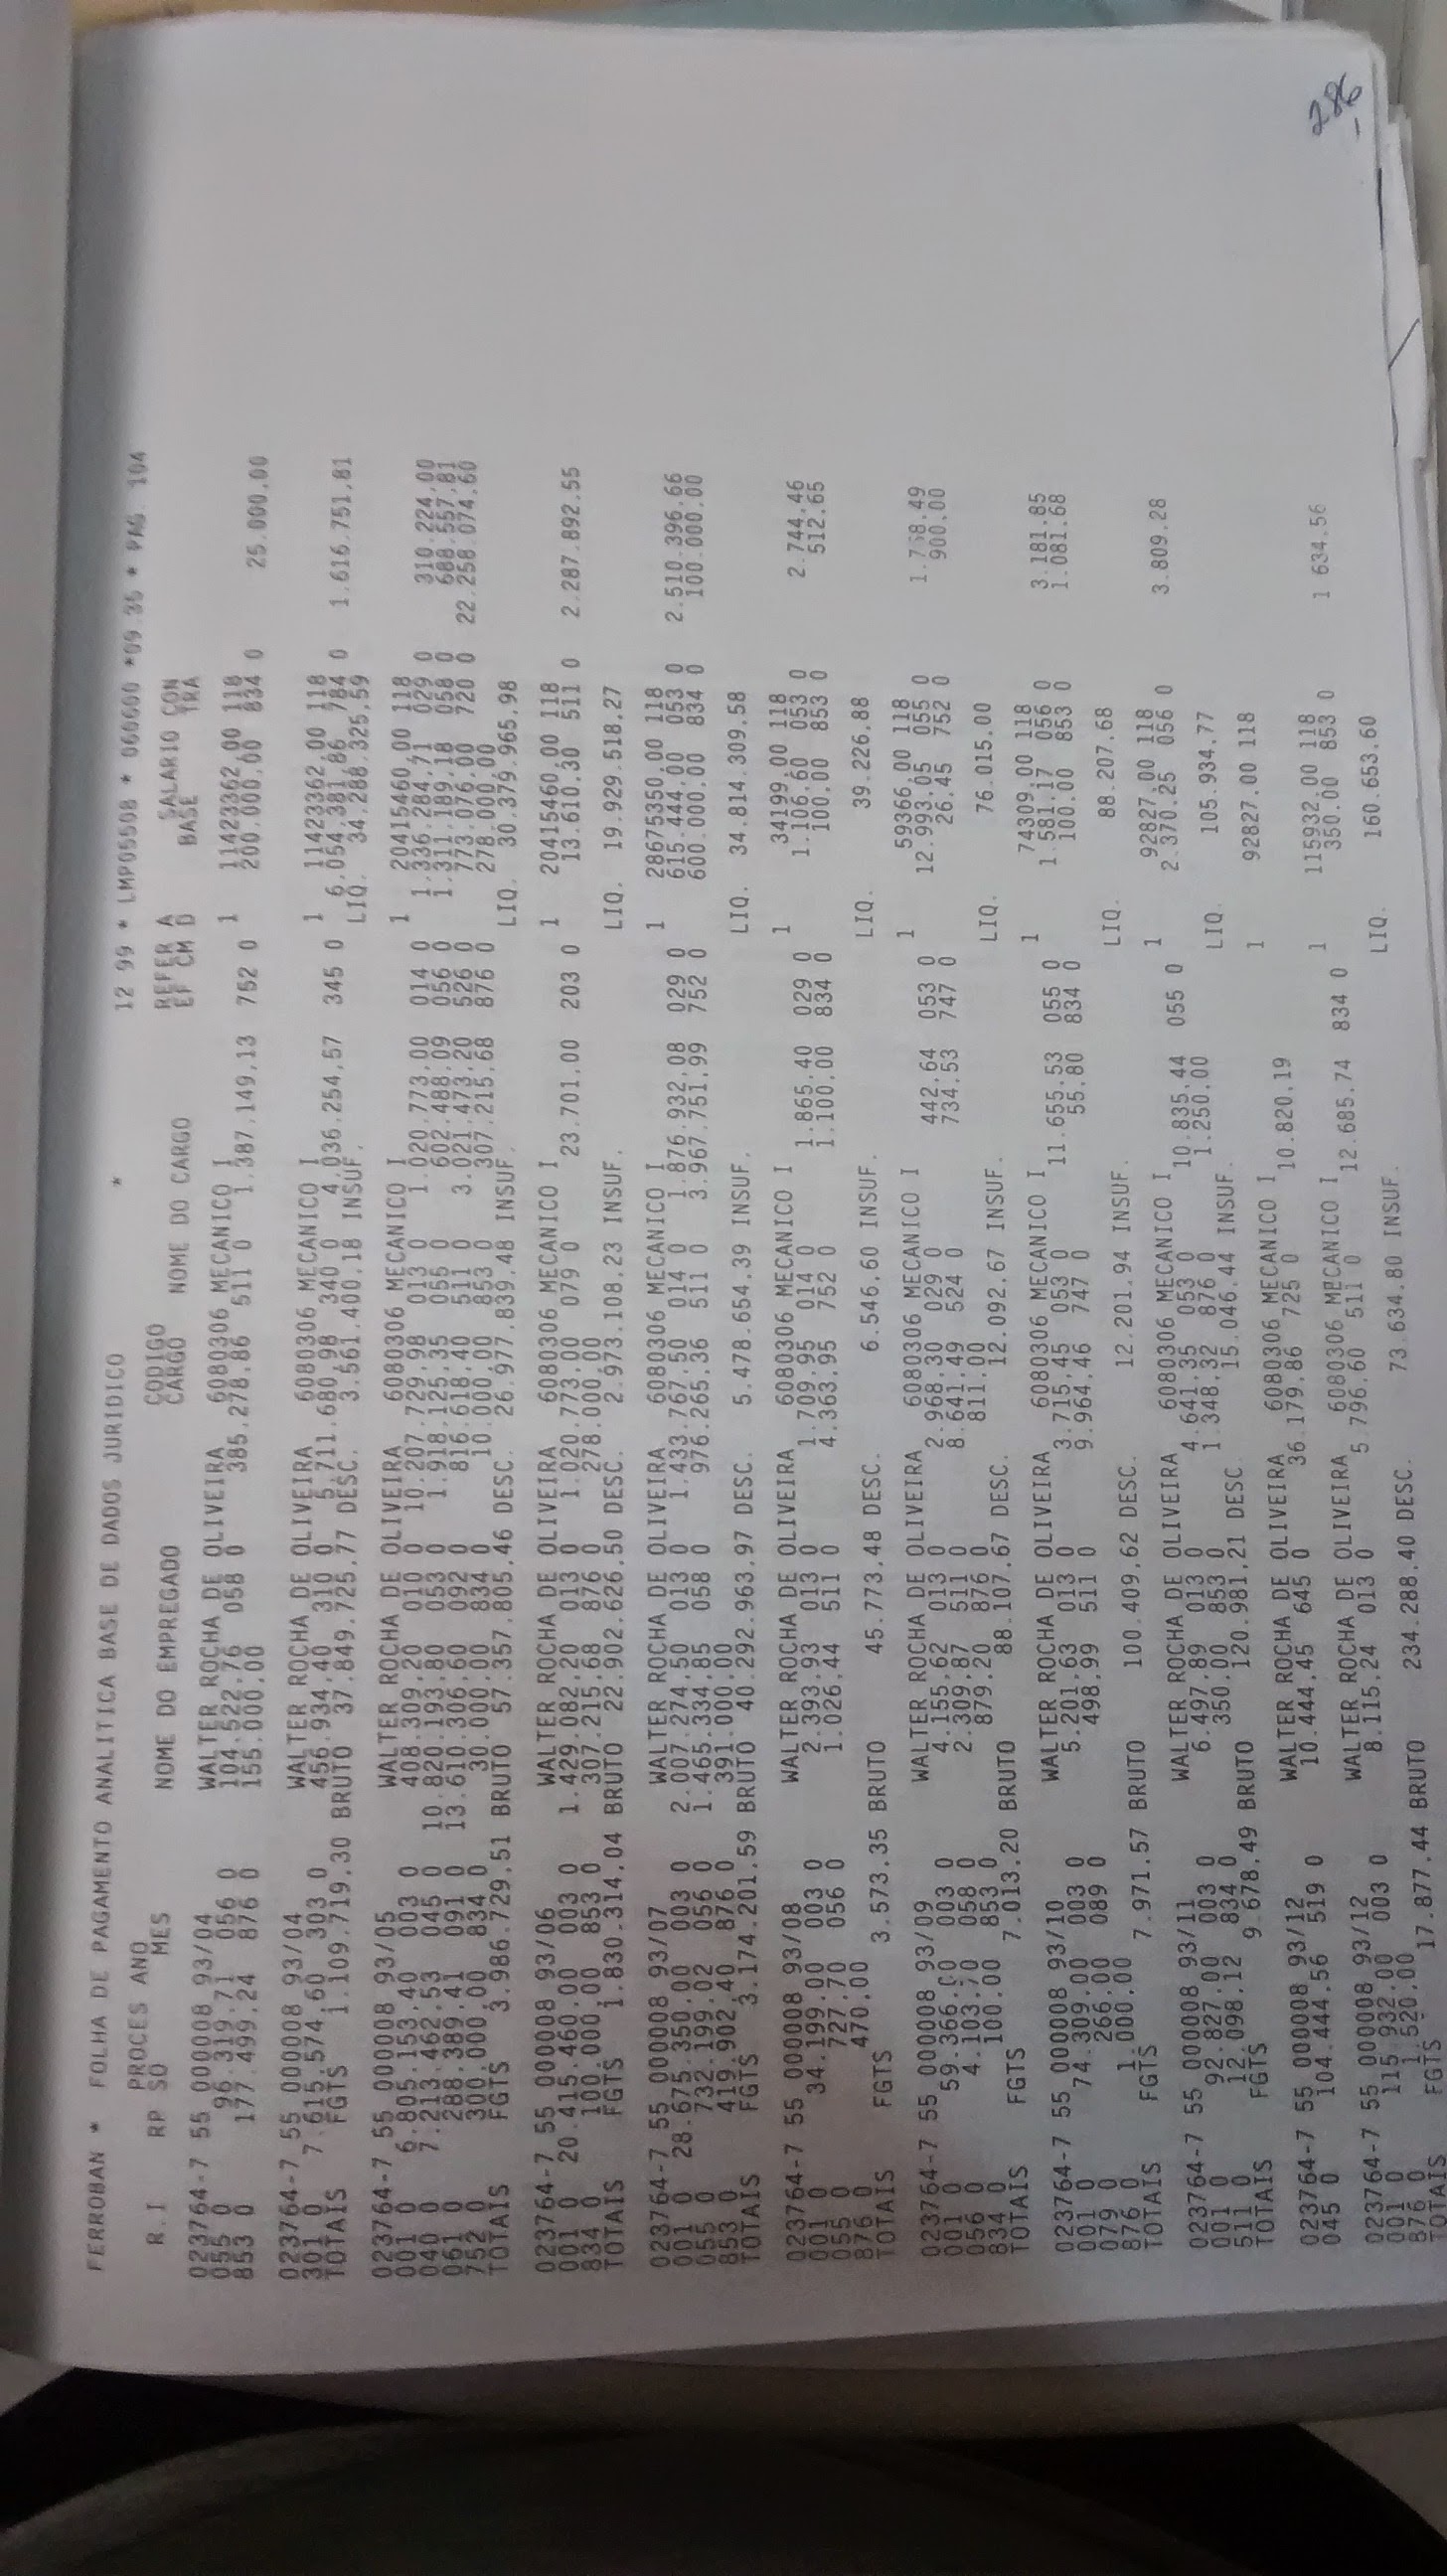 FERROBAN * FOLHA DE PAGAMENTO ANALITICA BASE DE DADOS JURIDICO * 12 99 * LMP05508 * 060600 *09.35 * PAG. 104
R.I RP PROCES ANO NOME DO EMPREGADO CODIGO NOME DO CARGO REFER A SALARIO CON
SO MES CARGO EF CM D BASE TRA
023764-7 55 000008 93/04 WALTER ROCHA DE OLIVEIRA 6080306 MECANICO I 1 11423362,00 118
055 0 96.319,71 056 0 104.522,76 058 0 385.278,86 511 0 1.387.149,13 752 0 200.000,00 834 0 25.000,00
853 0 177.499,24 876 0 155.000,00
023764-7 55 000008 93/04 WALTER ROCHA DE OLIVEIRA 6080306 MECANICO I 1 11423362,00 118
301 0 7.615.574,60 303 0 456.934,40 310 0 5.711.680,98 340 0 4.036.254,57 345 0 6.054.381,86 784 0 1.616.751,81
TOTAIS FGTS 1.109.719,30 BRUTO 37.849.725,77 DESC. 3.561.400,18 INSUF. LIQ. 34.288.325,59
023764-7 55 000008 93/05 WALTER ROCHA DE OLIVEIRA 6080306 MECANICO I 1 20415460,00 118
001 0 6.805.153,40 003 0 408.309,20 010 0 10.207.729,98 013 0 1.020.773,00 014 0 1.336.284,71 029 0 310.224,00
040 0 7.213.462,53 045 0 10.820.193,80 053 0 1.918.125,35 055 0 602.488,09 056 0 1.311.189,18 058 0 688.557,81
061 0 288.389,41 091 0 13.610.306,60 092 0 816.618,40 511 0 3.021.473,20 526 0 773.076,00 720 0 22.258.074,60
752 0 300.000,00 834 0 30.000,00 834 0 10.000,00 853 0 307.215,68 876 0 278.000,00
TOTAIS FGTS 3.986.729,51 BRUTO 57.357.805,46 DESC. 26.977.839,48 INSUF. LIQ. 30.379.965,98
023764-7 55 000008 93/06 WALTER ROCHA DE OLIVEIRA 6080306 MECANICO I 1 20415460,00 118
001 0 20.415.460,00 003 0 1.429.082,20 013 0 1.020.773,00 079 0 23.701,00 203 0 13.610,30 511 0 2.287.892,55
834 0 100.000,00 853 0 307.215,68 876 0 278.000,00
TOTAIS FGTS 1.830.314,04 BRUTO 22.902.626,50 DESC. 2.973.108,23 INSUF. LIQ. 19.929.518,27
023764-7 55 000008 93/07 WALTER ROCHA DE OLIVEIRA 6080306 MECANICO I 1 28675350,00 118
001 0 28.675.350,00 003 0 2.007.274,50 013 0 1.433.767,50 014 0 1.876.932,08 029 0 615.444,00 053 0 2.510.396,66
055 0 732.199,02 056 0 1.465.334,85 058 0 976.265,36 511 0 3.967.751,99 752 0 600.000,00 834 0 100.000,00
853 0 419.902,40 876 0 391.000,00
TOTAIS FGTS 3.174.201,59 BRUTO 40.292.963,97 DESC. 5.478.654,39 INSUF. LIQ. 34.814.309,58
023764-7 55 000008 93/08 WALTER ROCHA DE OLIVEIRA 6080306 MECANICO I 1 34199,00 118
001 0 34.199,00 003 0 2.393,93 013 0 1.709,95 014 0 1.865,40 029 0 1.106,60 053 0 2.744,46
055 0 727,70 056 0 1.026,44 511 0 4.363,95 752 0 1.100,00 834 0 100,00 853 0 512,65
876 0 470,00
TOTAIS FGTS 3.573,35 BRUTO 45.773,48 DESC. 6.546,60 INSUF. LIQ. 39.226,88
023764-7 55 000008 93/09 WALTER ROCHA DE OLIVEIRA 6080306 MECANICO I 1 59366,00 118
001 0 59.366,00 003 0 4.155,62 013 0 2.968,30 029 0 442,64 053 0 12.993,05 055 0
056 0 4.103,70 058 0 2.309,87 511 0 8.641,49 524 0 734,53 747 0 26,45 752 0 900,00
834 0 100,00 853 0 879,20 876 0 811,00
TOTAIS FGTS 7.013,20 BRUTO 88.107,67 DESC. 12.092,67 INSUF. LIQ. 76.015,00
023764-7 55 000008 93/10 WALTER ROCHA DE OLIVEIRA 6080306 MECANICO I 1 74309,00 118
001 0 74.309,00 003 0 5.201,63 013 0 3.715,45 053 0 11.655,53 055 0 1.581,17 056 0 3.181,85
079 0 266,00 089 0 498,99 511 0 9.964,46 747 0 55,80 834 0 100,00 853 0 1.081,68
876 0 1.000,00
TOTAIS FGTS 7.971,57 BRUTO 100.409,62 DESC. 12.201,94 INSUF. LIQ. 88.207,68
023764-7 55 000008 93/11 WALTER ROCHA DE OLIVEIRA 6080306 MECANICO I 1 92827,00 118
001 0 92.827,00 003 0 6.497,89 013 0 4.641,35 053 0 10.835,44 055 0 2.370,25 056 0 3.809,28
511 0 12.098,12 834 0 350,00 853 0 1.348,32 876 0 1.250,00
TOTAIS FGTS 9.678,49 BRUTO 120.981,21 DESC. 15.046,44 INSUF. LIQ. 105.934,77
023764-7 55 000008 93/12 WALTER ROCHA DE OLIVEIRA 6080306 MECANICO I 1 92827,00 118
045 0 104.444,56 519 0 10.444,45 645 0 36.179,86 725 0 10.820,19
023764-7 55 000008 93/12 WALTER ROCHA DE OLIVEIRA 6080306 MECANICO I 1 115932,00 118
001 0 115.932,00 003 0 8.115,24 013 0 5.796,60 511 0 12.685,74 834 0 350,00 853 0 1 634,56
876 0 1.520,00
TOTAIS FGTS 17.877,44 BRUTO 234.288,40 DESC. 73.634,80 INSUF. LIQ. 160.653,60
286